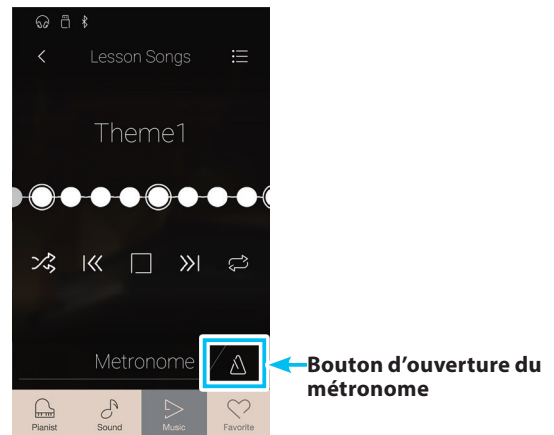 Lesson Songs
Theme1
Metronome
Bouton d’ouverture du
métronome
Pianist Sound Music Favorite